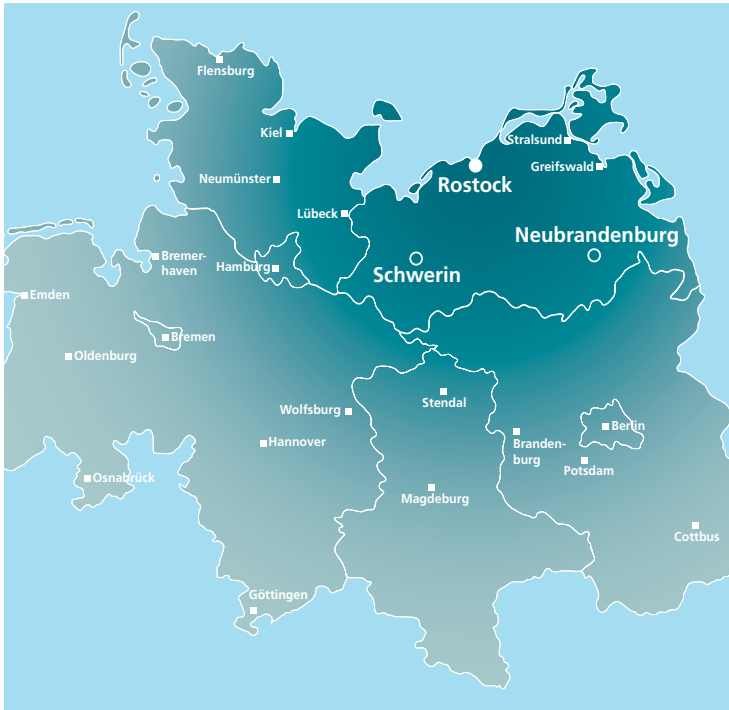 Flensburg
Kiel
Stralsund
Greifswald
Neumünster
Rostock
Lübeck
Neubrandenburg
Bremer-
haven
Hamburg
Schwerin
Emden
Bremen
Oldenburg
Stendal
Wolfsburg
Berlin
Hannover
Branden-
burg
Potsdam
Osnabrück
Magdeburg
Cottbus
Göttingen